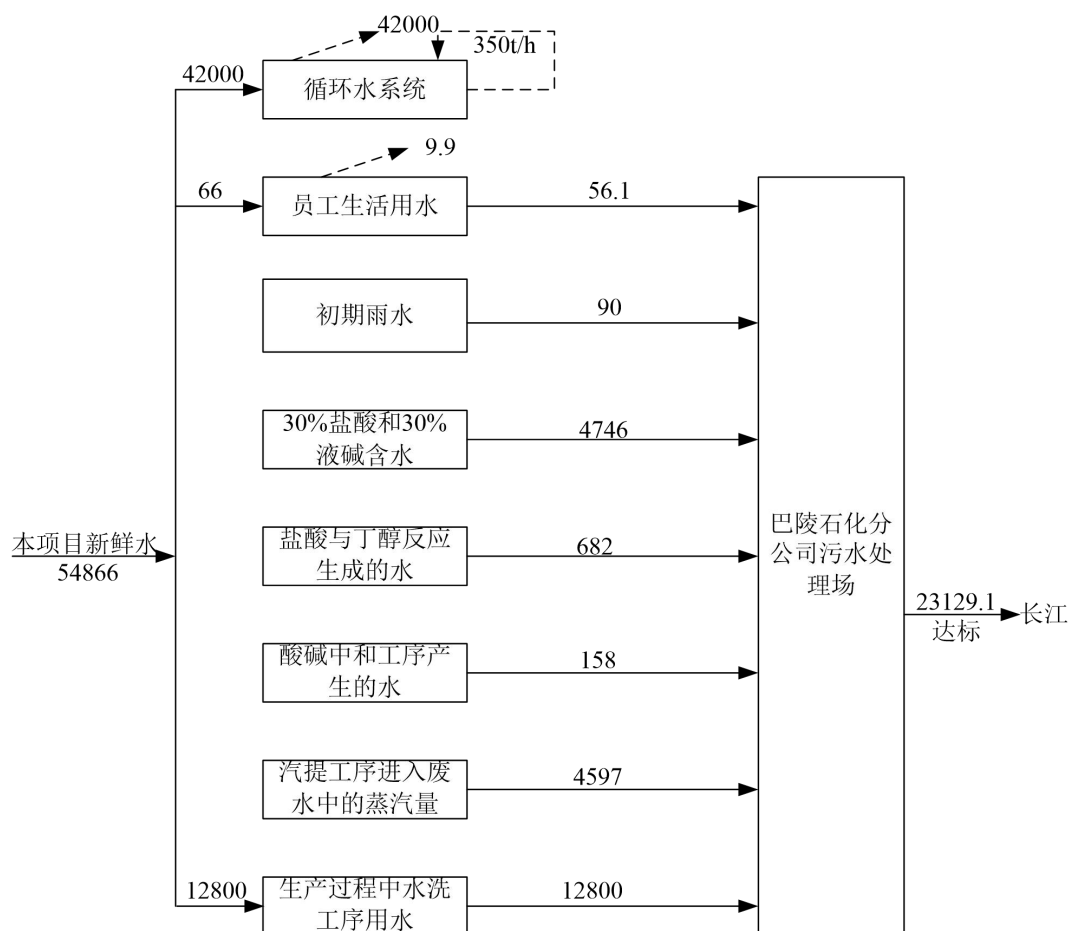 42000
350t/h
42000
循环水系统
9.9
66
员工生活用水
56.1
初期雨水
90
30%盐酸和30%
液碱含水
4746
本项目新鲜水
54866
盐酸与丁醇反应
生成的水
682
巴陵石化分
公司污水处
理场
23129.1
达标
长江
酸碱中和工序产
生的水
158
汽提工序进入废
水中的蒸汽量
4597
12800
生产过程中水洗
工序用水
12800